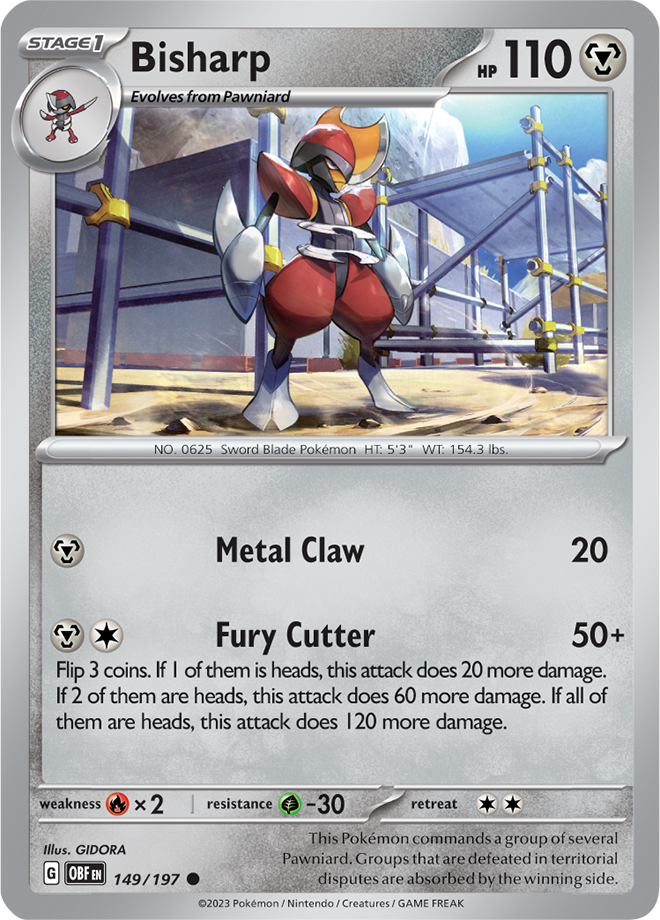 STAGE 1
Bisharp
HP 110
Evolves from Pawniard
NO. 0625 Sword Blade Pokémon HT: 5'3" WT: 154.3 lbs.
Metal Claw 20
Fury Cutter 50+
Flip 3 coins. If 1 of them is heads, this attack does 20 more damage.
If 2 of them are heads, this attack does 60 more damage. If all of
them are heads, this attack does 120 more damage.
weakness ×2 resistance -30 retreat
Illus. GIDORA
This Pokémon commands a group of several
Pawniard. Groups that are defeated in territorial
disputes are absorbed by the winning side.
G OBF EN 149/197
©2023 Pokémon / Nintendo / Creatures / GAME FREAK